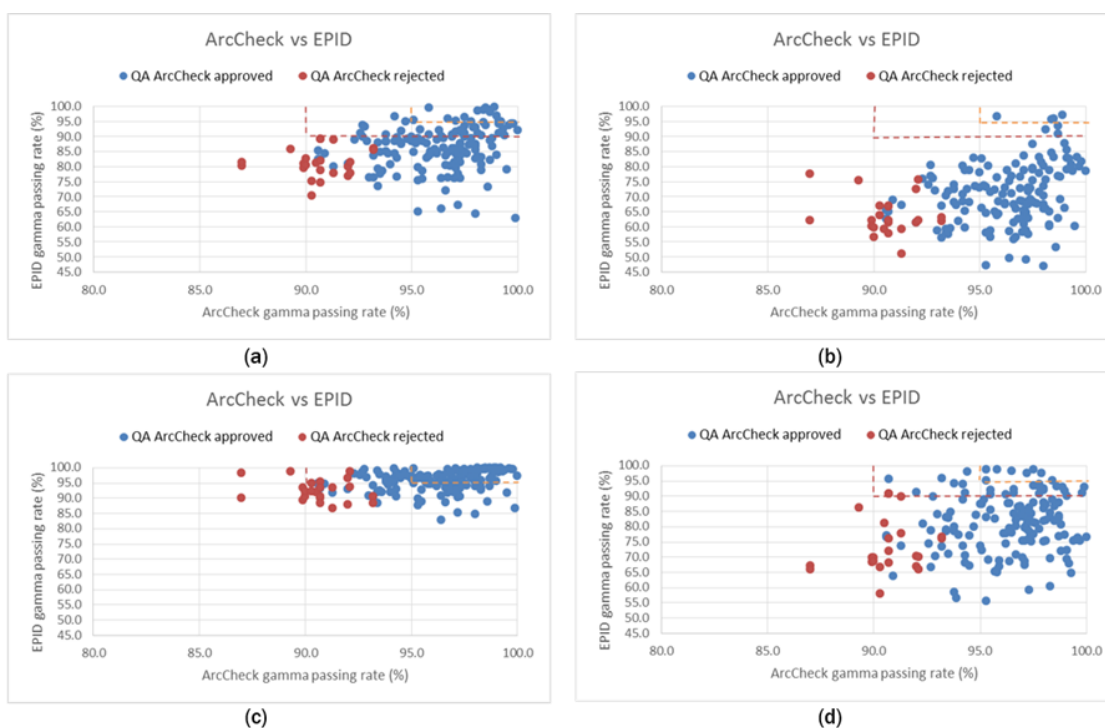 ArcCheck vs EPID
QA ArcCheck approved QA ArcCheck rejected
EPID gamma passing rate (%)
100.0
95.0
90.0
85.0
80.0
75.0
70.0
65.0
60.0
55.0
50.0
45.0
80.0 85.0 90.0 95.0 100.0
ArcCheck gamma passing rate (%)
(a)
ArcCheck vs EPID
QA ArcCheck approved QA ArcCheck rejected
EPID gamma passing rate (%)
100.0
95.0
90.0
85.0
80.0
75.0
70.0
65.0
60.0
55.0
50.0
45.0
80.0 85.0 90.0 95.0 100.0
ArcCheck gamma passing rate (%)
(b)
ArcCheck vs EPID
QA ArcCheck approved QA ArcCheck rejected
EPID gamma passing rate (%)
100.0
95.0
90.0
85.0
80.0
75.0
70.0
65.0
60.0
55.0
50.0
45.0
80.0 85.0 90.0 95.0 100.0
ArcCheck gamma passing rate (%)
(c)
ArcCheck vs EPID
QA ArcCheck approved QA ArcCheck rejected
EPID gamma passing rate (%)
100.0
95.0
90.0
85.0
80.0
75.0
70.0
65.0
60.0
55.0
50.0
45.0
80.0 85.0 90.0 95.0 100.0
ArcCheck gamma passing rate (%)
(d)